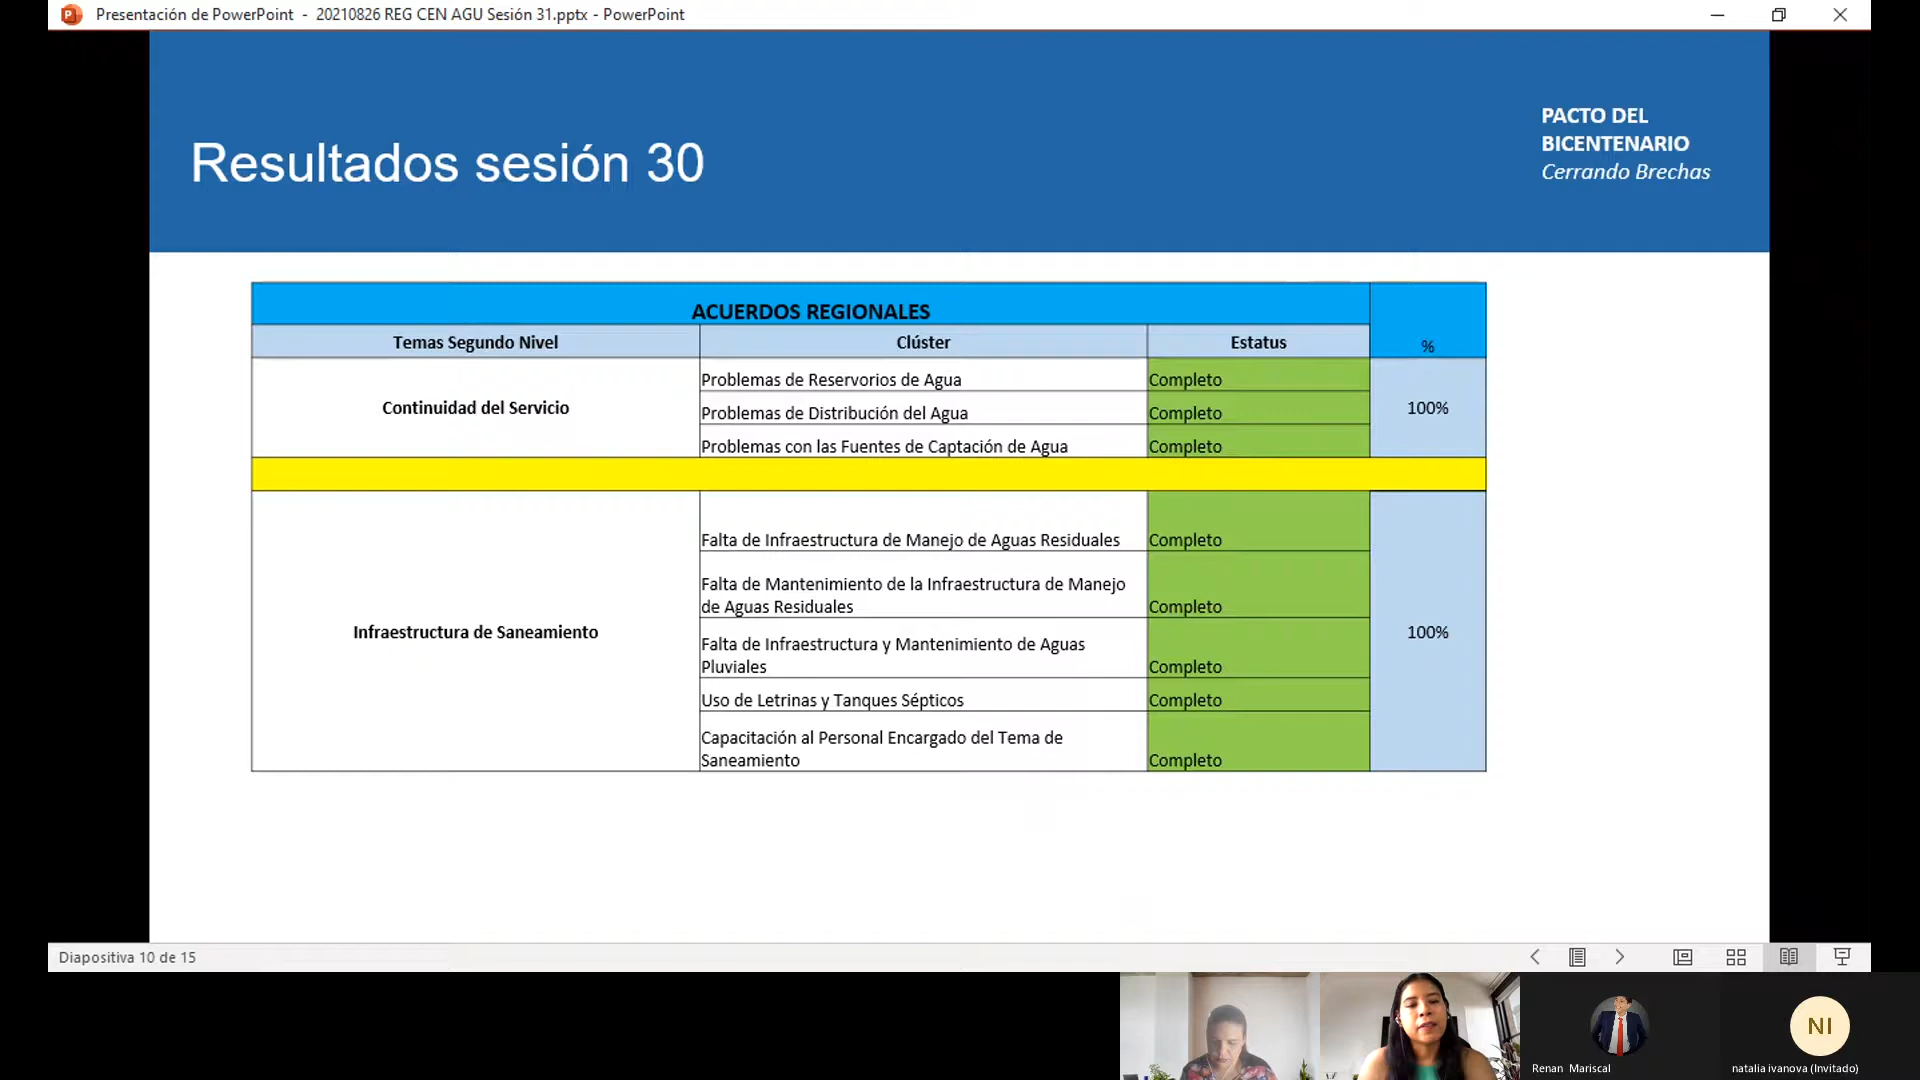 Presentación de PowerPoint - 20210826 REG CEN AGU Sesión 31.pptx - PowerPoint
PACTO DEL
BICENTENARIO
Cerrando Brechas
Resultados sesión 30
ACUERDOS REGIONALES
Temas Segundo Nivel Clúster Estatus %
Continuidad del Servicio
Problemas de Reservorios de Agua Completo
Problemas de Distribución del Agua Completo
Problemas con las Fuentes de Captación de Agua Completo
100%
Infraestructura de Saneamiento
Falta de Infraestructura de Manejo de Aguas Residuales Completo
Falta de Mantenimiento de la Infraestructura de Manejo
de Aguas Residuales Completo
Falta de Infraestructura y Mantenimiento de Aguas
Pluviales Completo
Uso de Letrinas y Tanques Sépticos Completo
Capacitación al Personal Encargado del Tema de
Saneamiento Completo
100%
Diapositiva 10 de 15
NI
Renan Mariscal
natalia ivanova (Invitado)